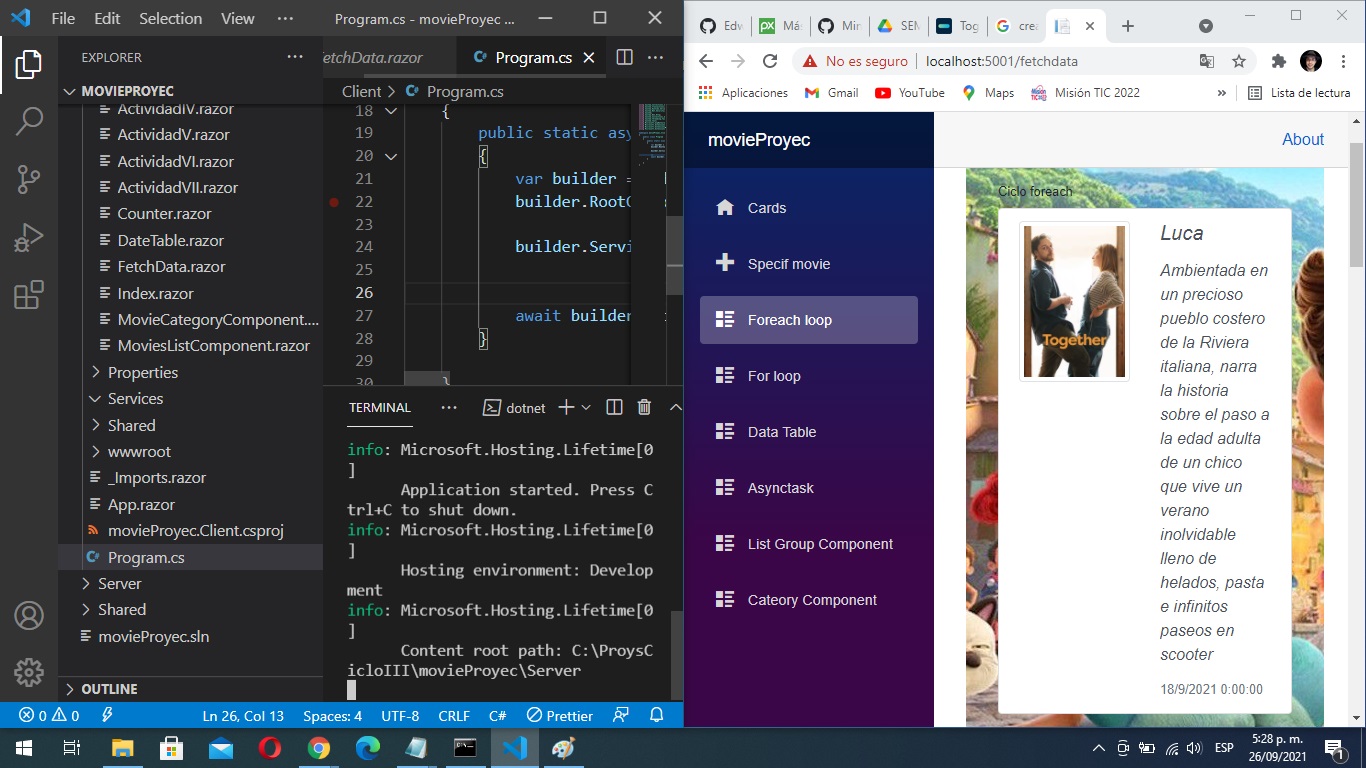 File Edit Selection View ··· Program.cs - movieProyec ...
EXPLORER
MOVIEPROYEC
ActividadIV.razor
ActividadV.razor
ActividadVI.razor
ActividadVII.razor
Counter.razor
DateTable.razor
FetchData.razor
Index.razor
MovieCategoryComponent....
MoviesListComponent.razor
Properties
Services
Shared
wwwroot
_Imports.razor
App.razor
movieProyec.Client.csproj
Program.cs
Server
Shared
movieProyec.sln
OUTLINE
etchData.razor Program.cs
Client > Program.cs
18 {
19 public static asy
20 {
21 var builder =
22 builder.RootC
23
24 builder.Servi
25
26
27 await builder
28 }
29
30 }
TERMINAL ··· dotnet
info: Microsoft.Hosting.Lifetime[0
]
Application started. Press C
trl+C to shut down.
info: Microsoft.Hosting.Lifetime[0
]
Hosting environment: Develop
ment
info: Microsoft.Hosting.Lifetime[0
]
Content root path: C:\ProysC
icloIII\movieProyec\Server
0 0 Ln 26, Col 13 Spaces: 4 UTF-8 CRLF C# Prettier
Edw Más Min SEM Tog crea
No es seguro | localhost:5001/fetchdata
Aplicaciones Gmail YouTube Maps Misión TIC 2022 » Lista de lectura
movieProyec
About
Cards
Specif movie
Foreach loop
For loop
Data Table
Asynctask
List Group Component
Cateory Component
Ciclo foreach
Together
Luca
Ambientada en
un precioso
pueblo costero
de la Riviera
italiana, narra
la historia
sobre el paso a
la edad adulta
de un chico
que vive un
verano
inolvidable
lleno de
helados, pasta
e infinitos
paseos en
scooter
18/9/2021 0:00:00
ESP
5:28 p. m.
26/09/2021
1